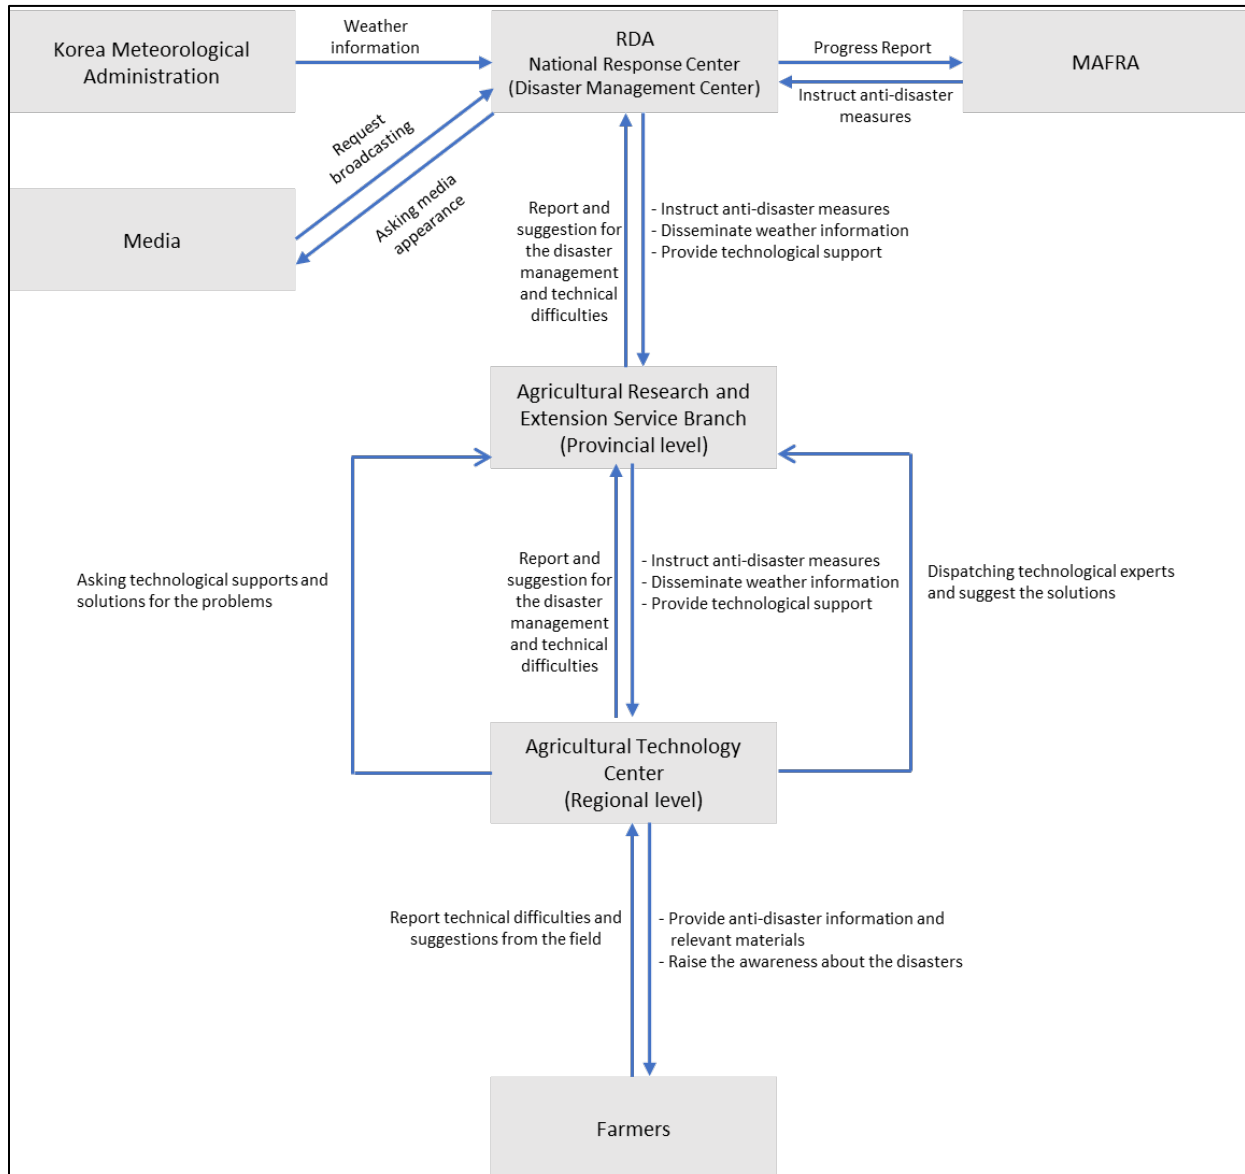 Korea Meteorological
Administration
Weather
information
RDA
National Response Center
(Disaster Management Center)
Progress Report
Instruct anti-disaster
measures
MAFRA
Request
broadcasting
Asking media
appearance
Media
Report and
suggestion for
the disaster
management
and technical
difficulties
- Instruct anti-disaster measures
- Disseminate weather information
- Provide technological support
Agricultural Research and
Extension Service Branch
(Provincial level)
Asking technological supports and
solutions for the problems
Report and
suggestion for
the disaster
management
and technical
difficulties
- Instruct anti-disaster measures
- Disseminate weather information
- Provide technological support
Dispatching technological experts
and suggest the solutions
Agricultural Technology
Center
(Regional level)
Report technical difficulties and
suggestions from the field
- Provide anti-disaster information and
relevant materials
- Raise the awareness about the disasters
Farmers